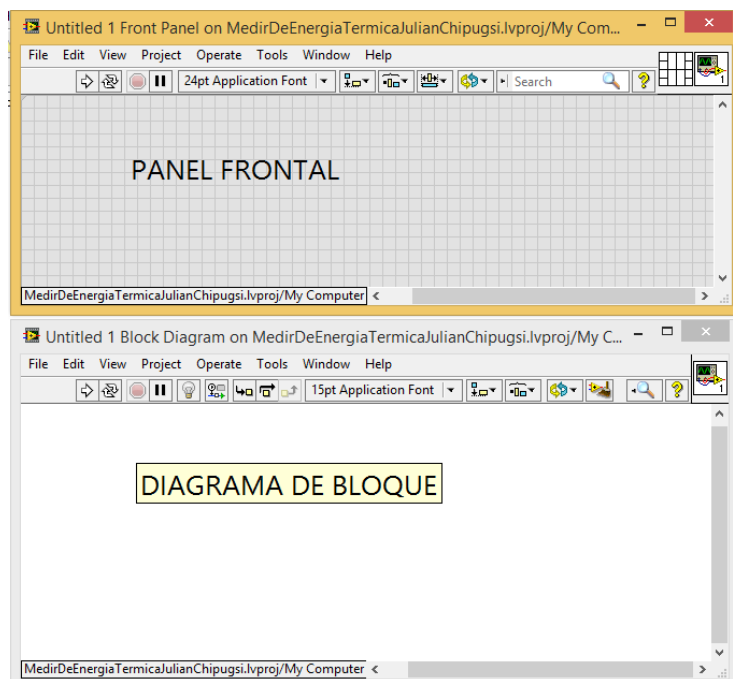 Untitled 1 Front Panel on MedirDeEnergiaTermicaJulianChipugsi.lvproj/My Com...
File Edit View Project Operate Tools Window Help
24pt Application Font Search ? 1
PANEL FRONTAL
MedirDeEnergiaTermicaJulianChipugsi.lvproj/My Computer
Untitled 1 Block Diagram on MedirDeEnergiaTermicaJulianChipugsi.lvproj/My C...
File Edit View Project Operate Tools Window Help
15pt Application Font ? 1
DIAGRAMA DE BLOQUE
MedirDeEnergiaTermicaJulianChipugsi.lvproj/My Computer